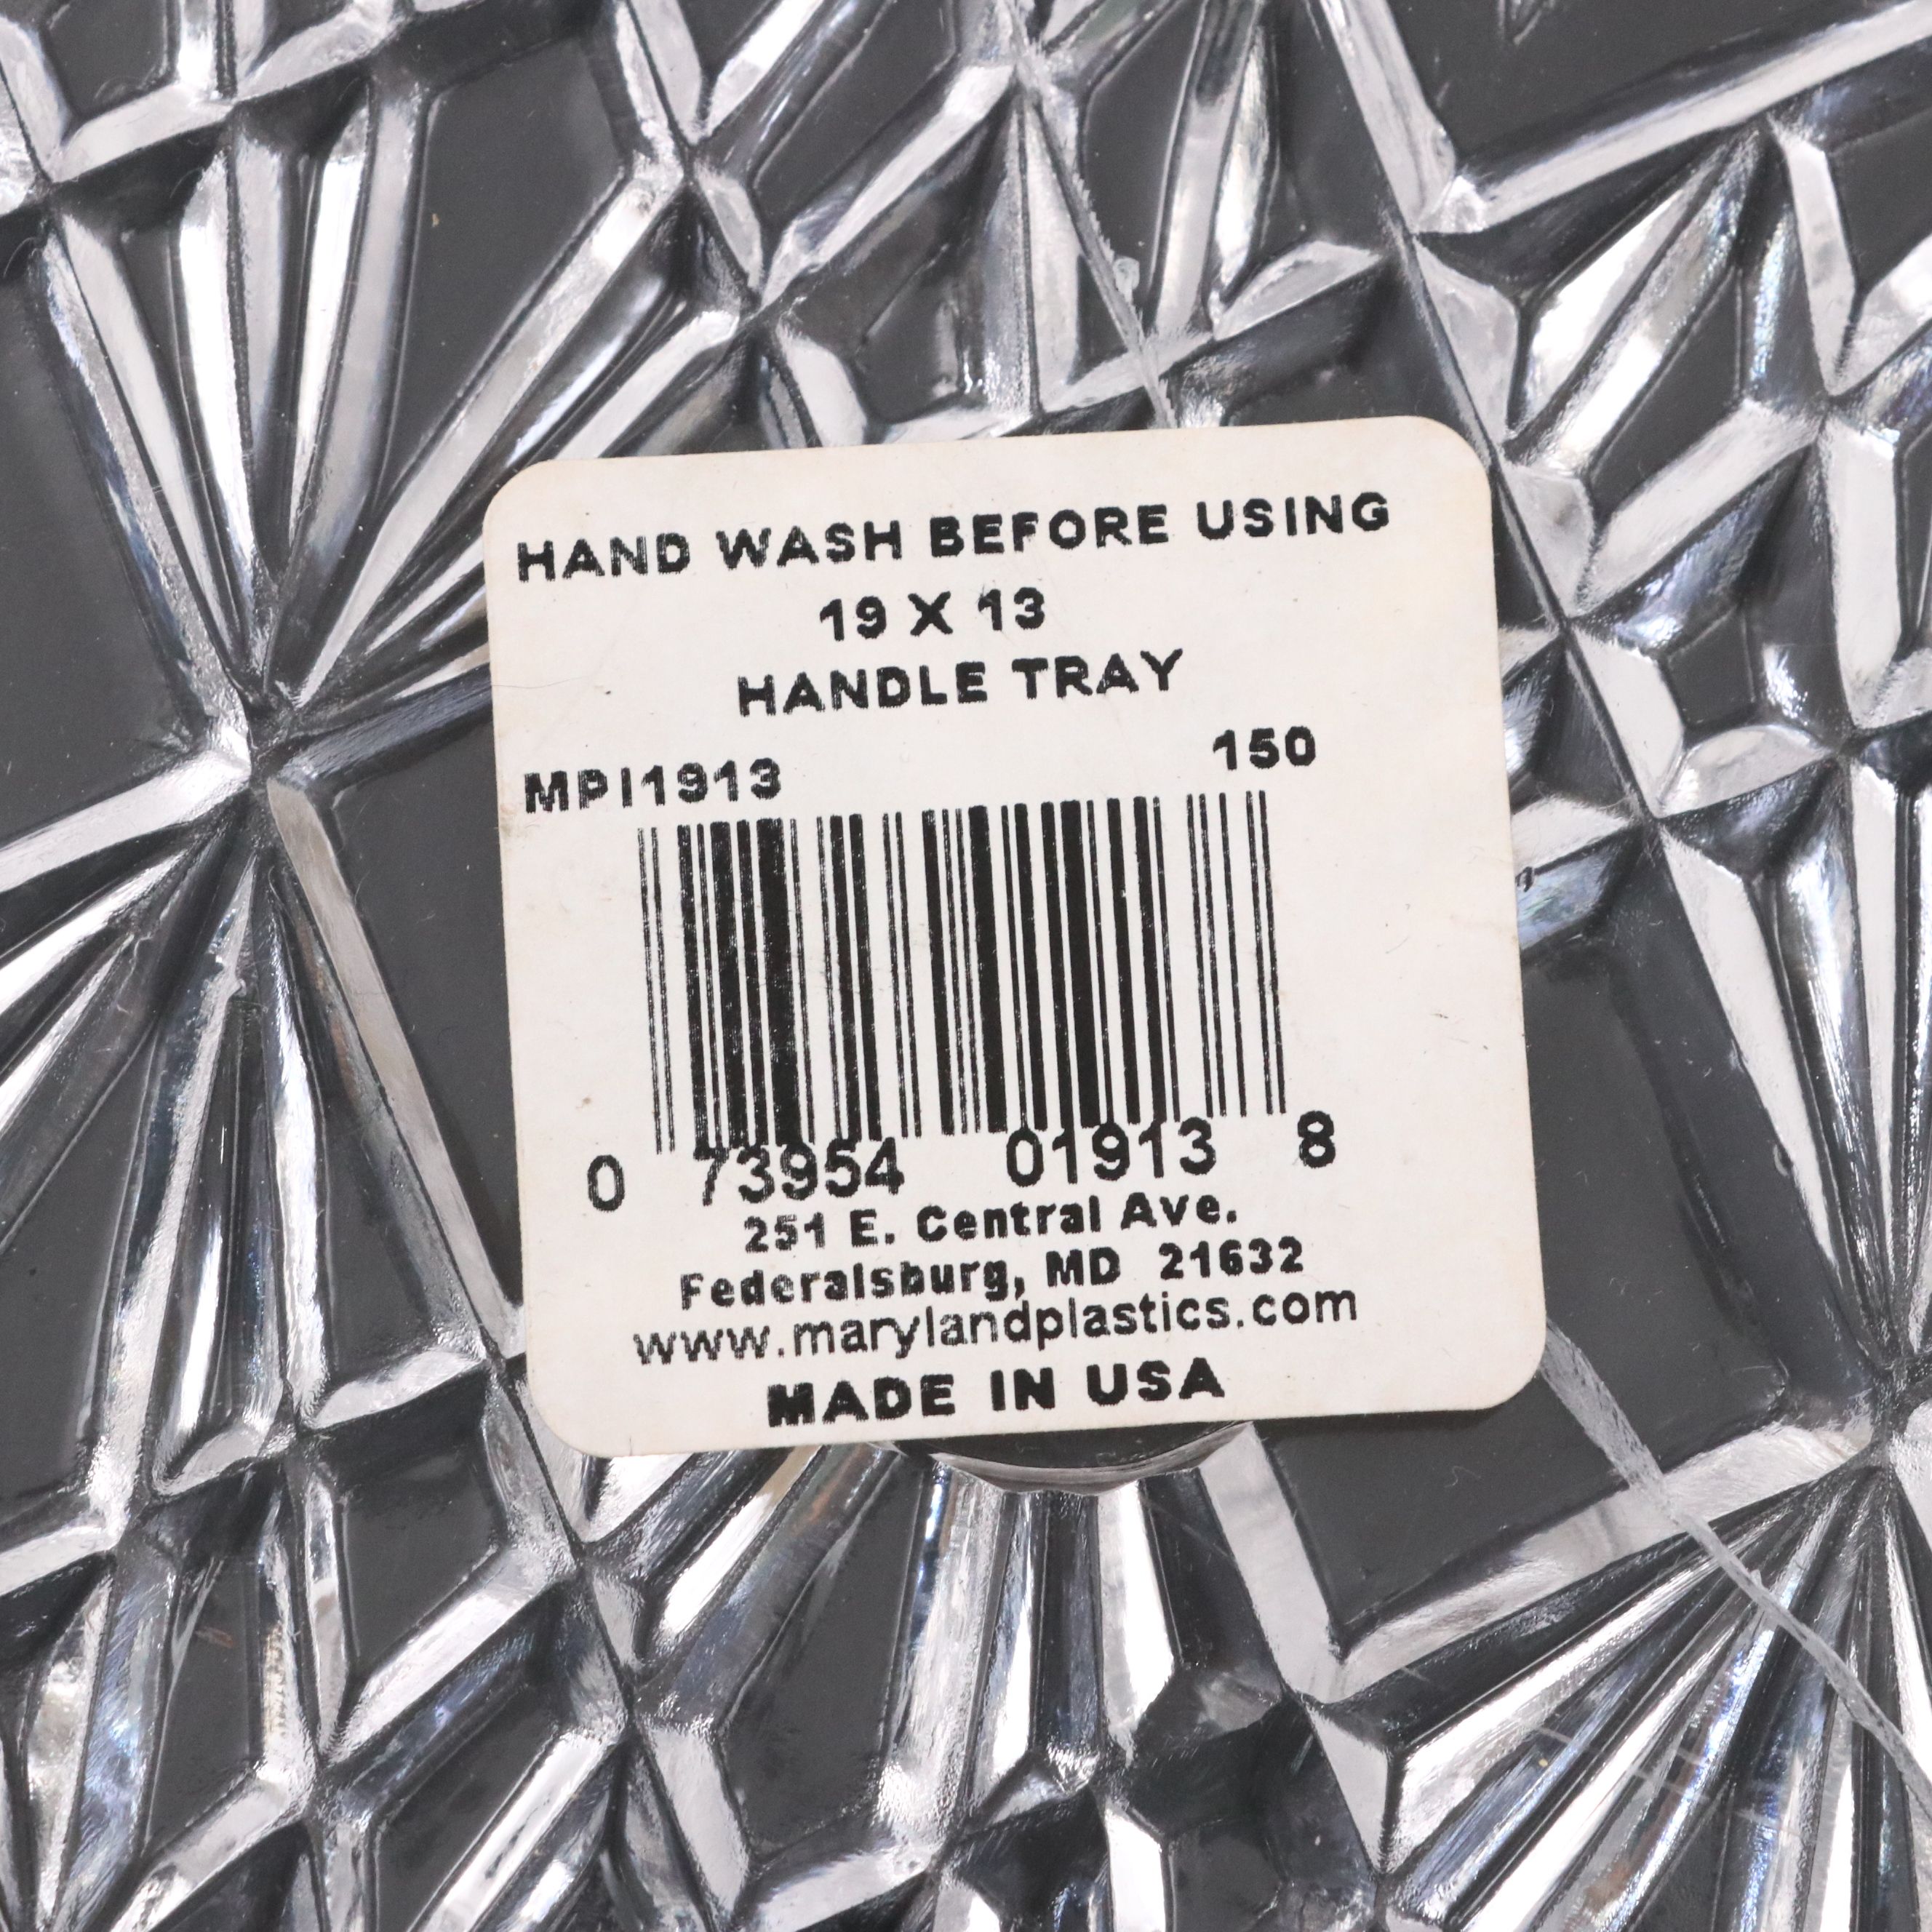 HAND WASH BEFORE USING
19 X 13
HANDLE TRAY
MPI1913 150
0 73954 01913 8
251 E. Central Ave.
Federalsburg, MD 21632
www.marylandplastics.com
MADE IN USA